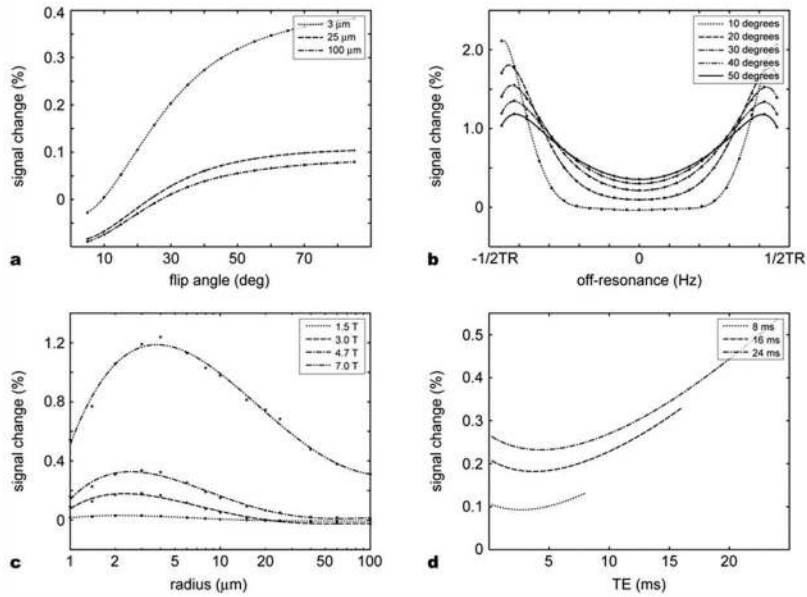 0.4
0.3
0.2
0.1
0
signal change (%)
10 30 50 70
flip angle (deg)
3 μm
25 μm
100 μm
a
2.0
1.0
0
signal change (%)
-1/2TR 0 1/2TR
off-resonance (Hz)
10 degrees
20 degrees
30 degrees
40 degrees
50 degrees
b
1.2
0.8
0.4
0
signal change (%)
1 2 5 10 20 50 100
radius (μm)
1.5 T
3.0 T
4.7 T
7.0 T
c
0.5
0.4
0.3
0.2
0.1
0
signal change (%)
0 5 10 15 20
TE (ms)
8 ms
16 ms
24 ms
d